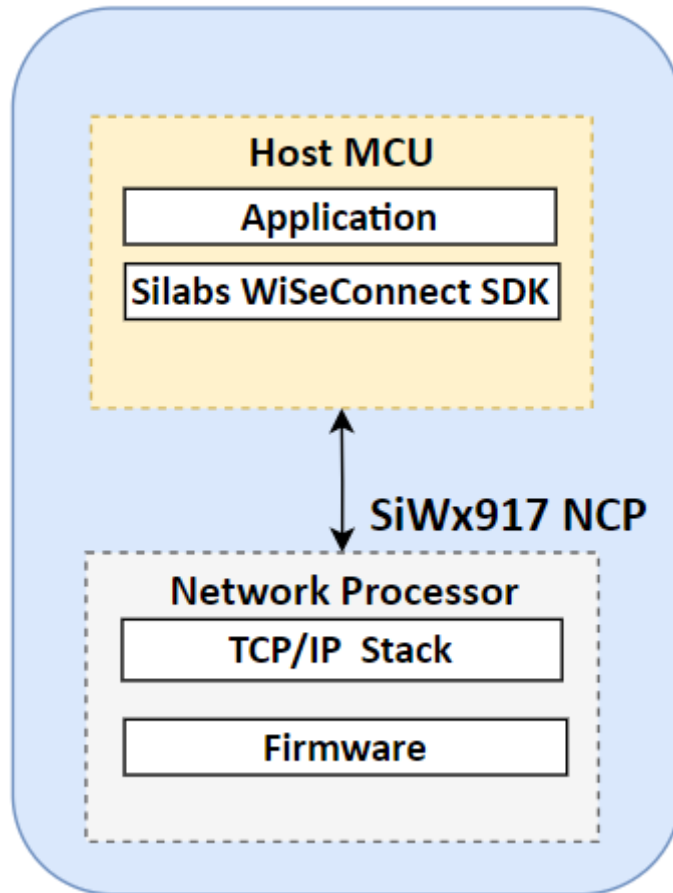 Host MCU
Application
Silabs WiSeConnect SDK
SiWx917 NCP
Network Processor
TCP/IP Stack
Firmware